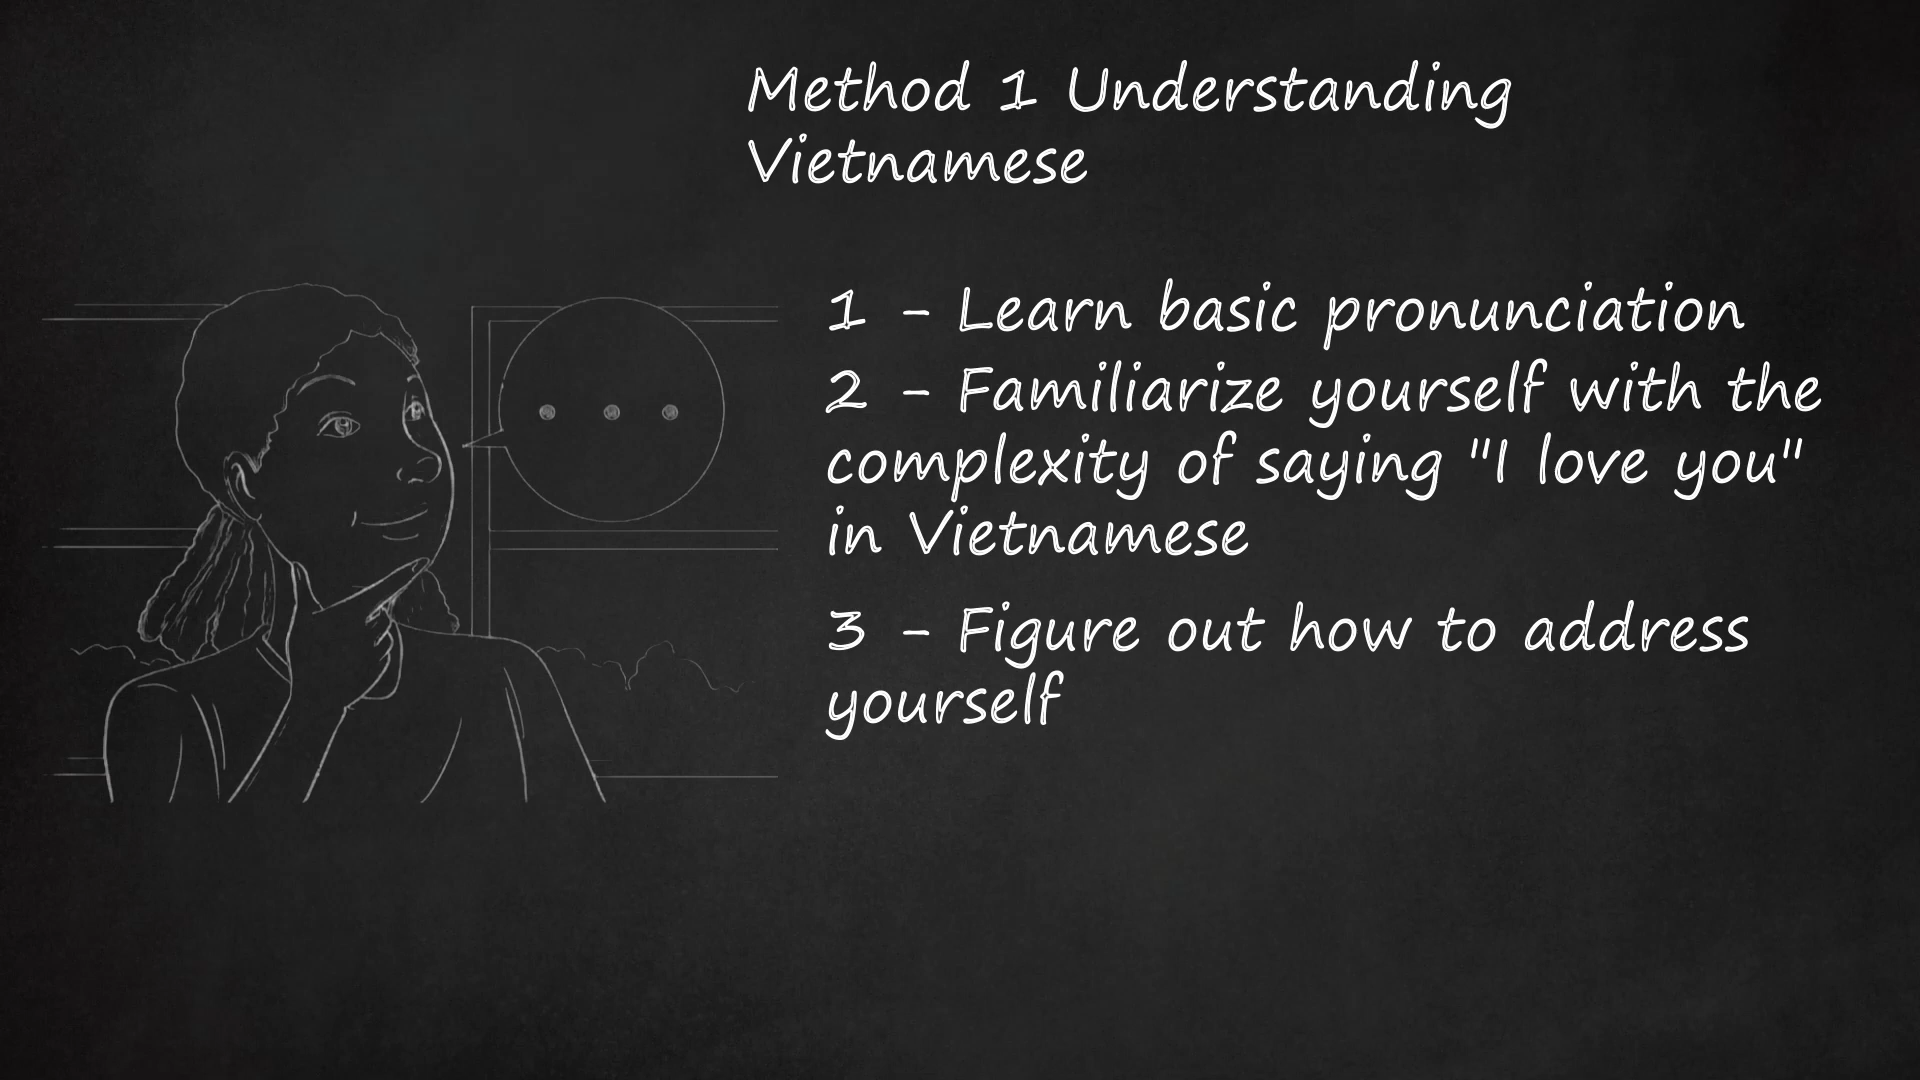 Method 1 Understanding
Vietnamese
1 - Learn basic pronunciation
2 - Familiarize yourself with the
complexity of saying "I love you"
in Vietnamese
3 - Figure out how to address
yourself